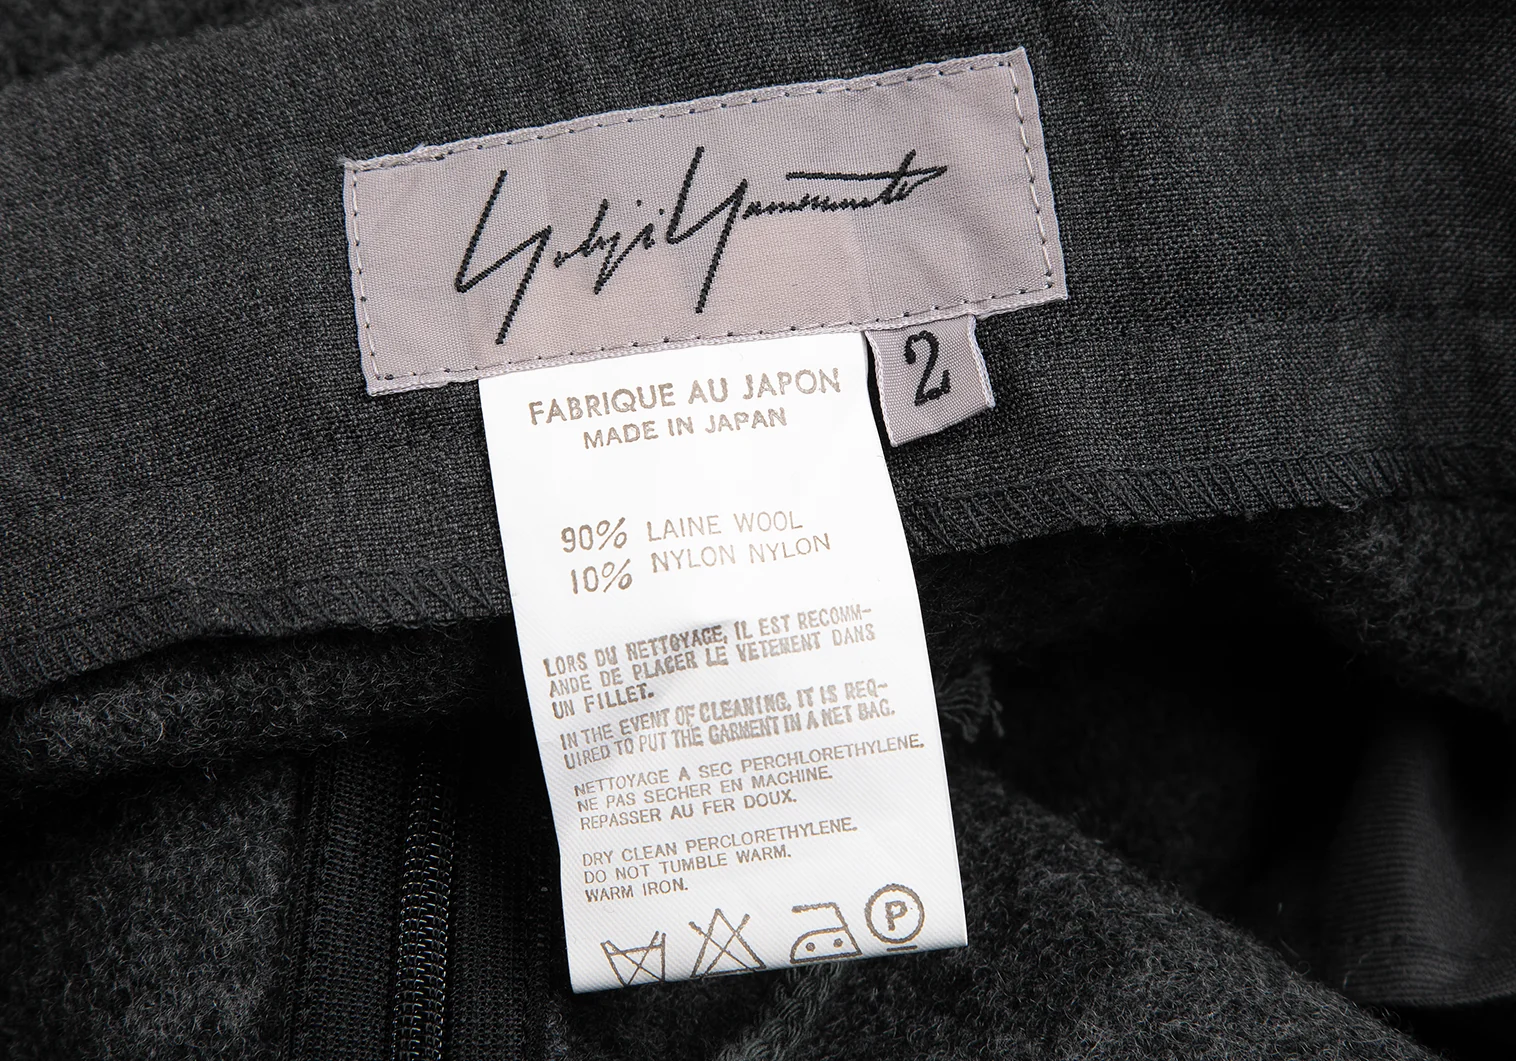 Yohji Yamamoto
2
FABRIQUE AU JAPON
MADE IN JAPAN
90% LAINE WOOL
10% NYLON NYLON
LORS DU NETTOYAGE, IL EST RECOMM-
ANDE DE PLACER LE VETEMENT DANS
UN FILLET.
IN THE EVENT OF CLEANING, IT IS REQ-
UIRED TO PUT THE GARMENT IN A NET BAG.
NETTOYAGE A SEC PERCHLORETHYLENE.
NE PAS SECHER EN MACHINE.
REPASSER AU FER DOUX.
DRY CLEAN PERCLORETHYLENE.
DO NOT TUMBLE WARM.
WARM IRON.
P